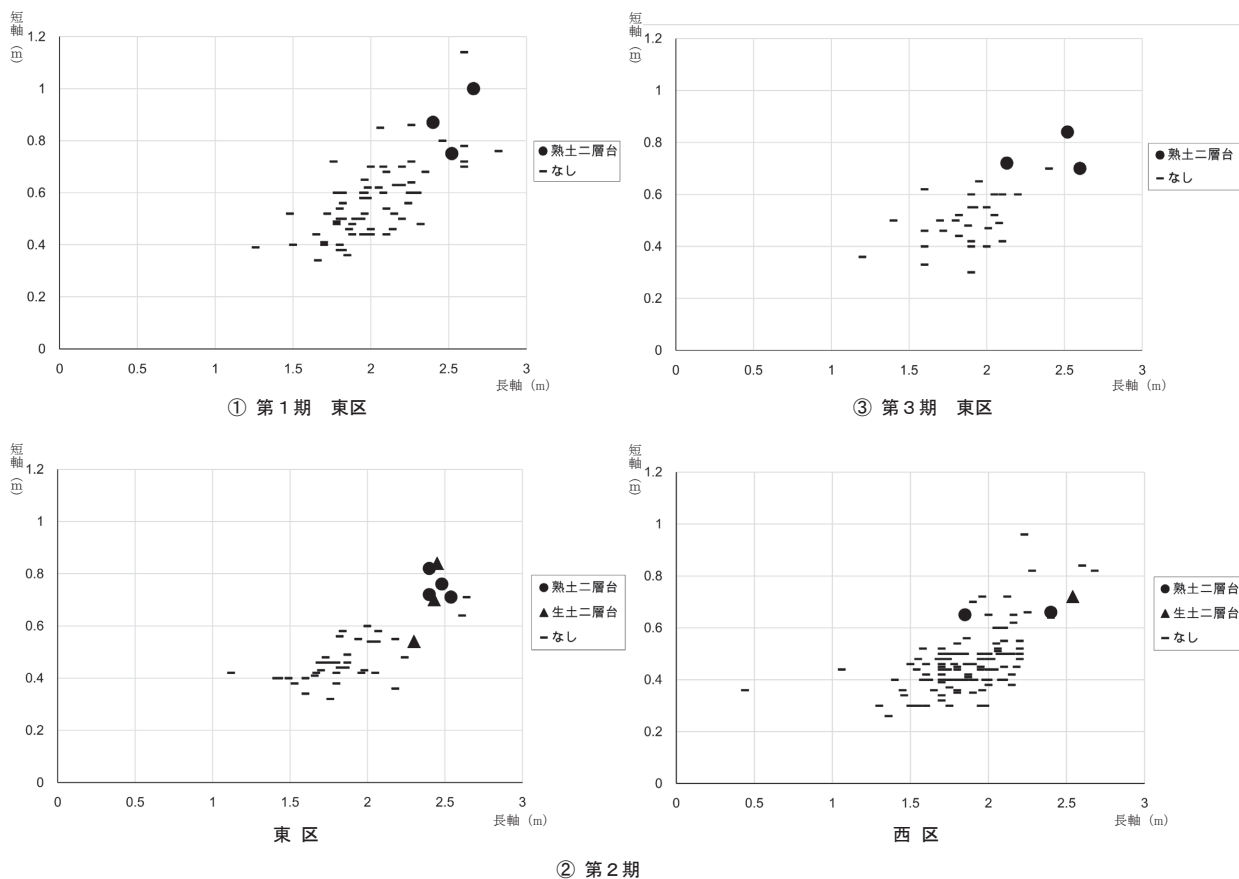 短軸(m)
1.2
1
0.8
0.6
0.4
0.2
0
0 0.5 1 1.5 2 2.5 3
長軸(m)
●熟土二層台
－なし
① 第1期 東区
短軸(m)
1.2
1
0.8
0.6
0.4
0.2
0
0 0.5 1 1.5 2 2.5 3
長軸(m)
●熟土二層台
－なし
③ 第3期 東区
短軸(m)
1.2
1
0.8
0.6
0.4
0.2
0
0 0.5 1 1.5 2 2.5 3
長軸(m)
●熟土二層台
▲生土二層台
－なし
東 区
短軸(m)
1.2
1
0.8
0.6
0.4
0.2
0
0 0.5 1 1.5 2 2.5 3
長軸(m)
●熟土二層台
▲生土二層台
－なし
西 区
② 第2期